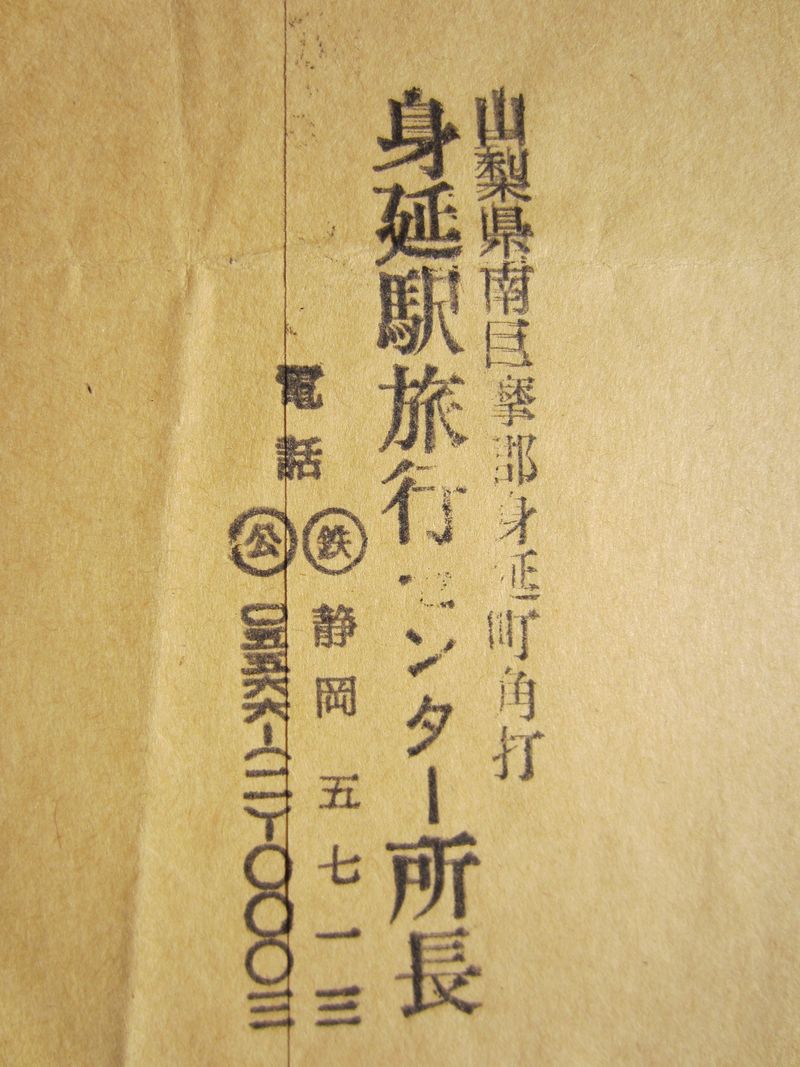 山梨県南巨摩郡身延町角打
身延駅旅行センター所長
電話
鉄 静岡 五七一三
公 〇五五六六-(二)-〇〇〇三